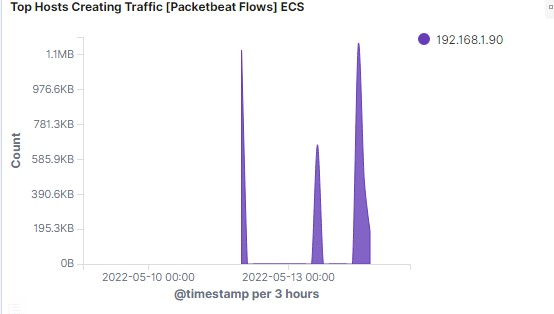 Top Hosts Creating Traffic [Packetbeat Flows] ECS
192.168.1.90
1.1MB
976.6KB
781.3KB
585.9KB
390.6KB
195.3KB
0B
Count
2022-05-10 00:00 2022-05-13 00:00
@timestamp per 3 hours